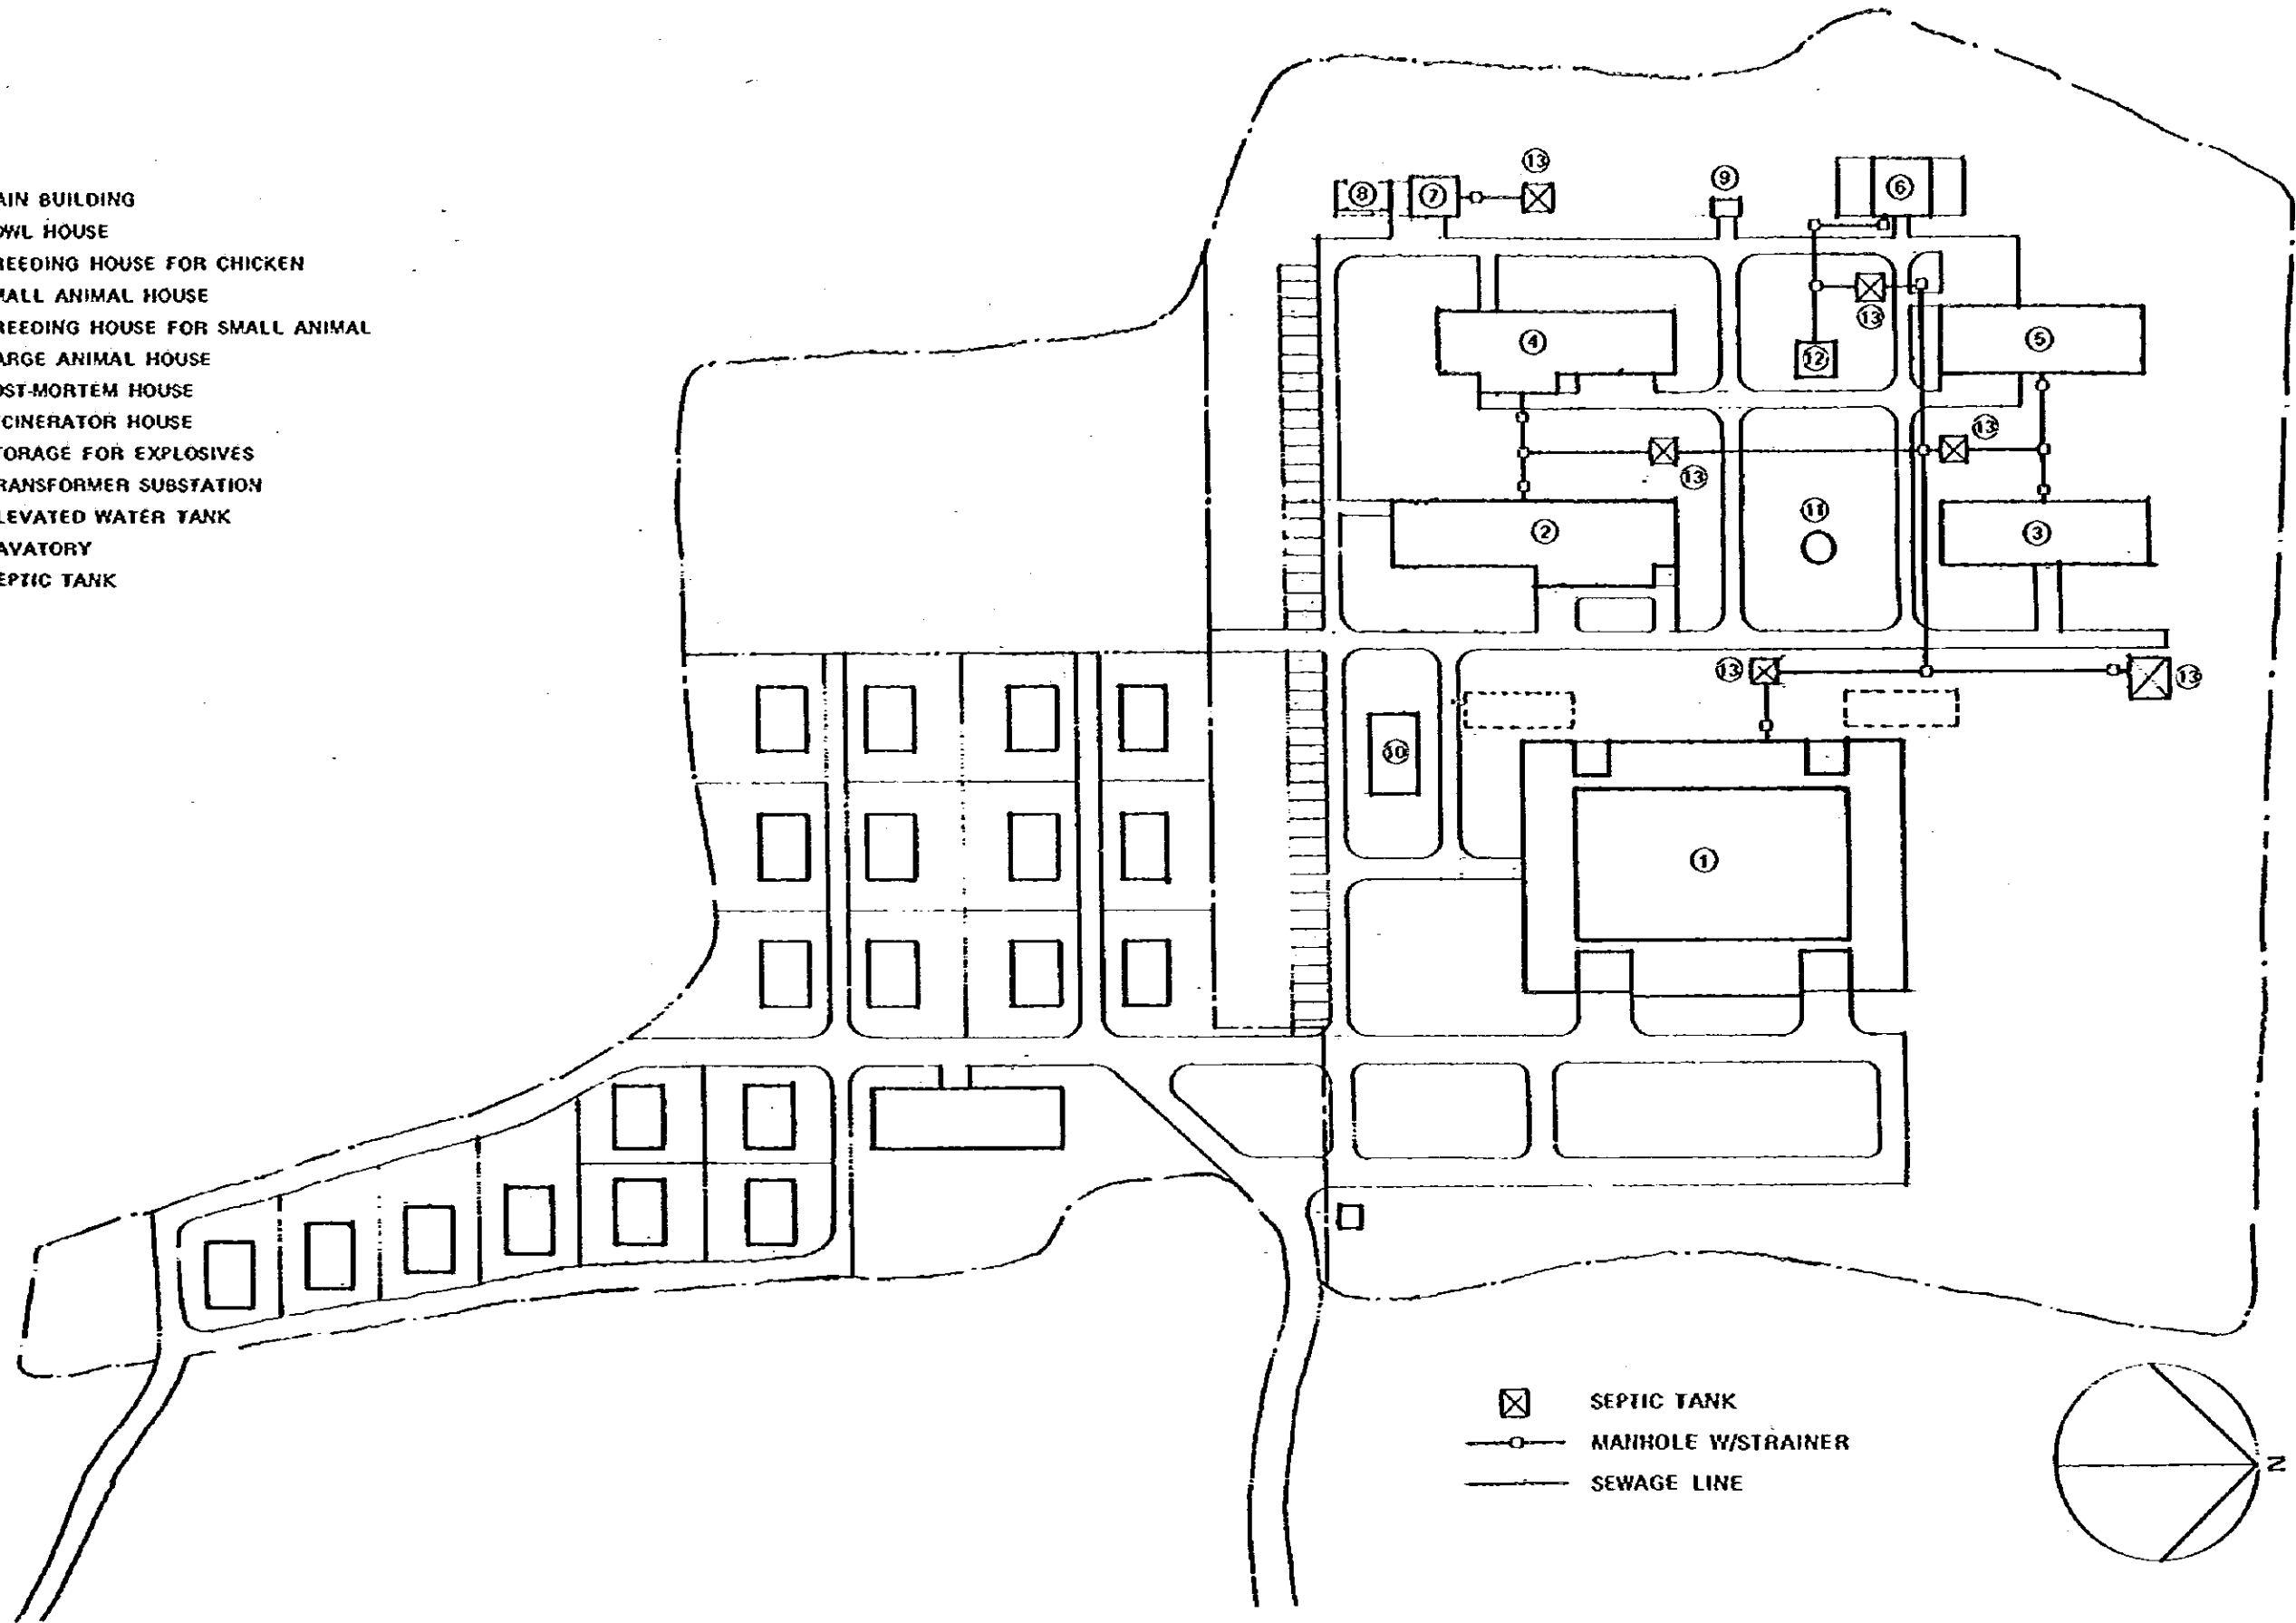 AIN BUILDING
OWL HOUSE
REEDING HOUSE FOR CHICKEN
MALL ANIMAL HOUSE
REEDING HOUSE FOR SMALL ANIMAL
ARGE ANIMAL HOUSE
OST-MORTEM HOUSE
CINERATOR HOUSE
TORAGE FOR EXPLOSIVES
RANSFORMER SUBSTATION
LEVATED WATER TANK
AVATORY
EPTIC TANK
13
8
7
9
6
13
4
12
5
13
13
2
11
3
13
13
10
1
SEPTIC TANK
MANHOLE W/STRAINER
SEWAGE LINE
N